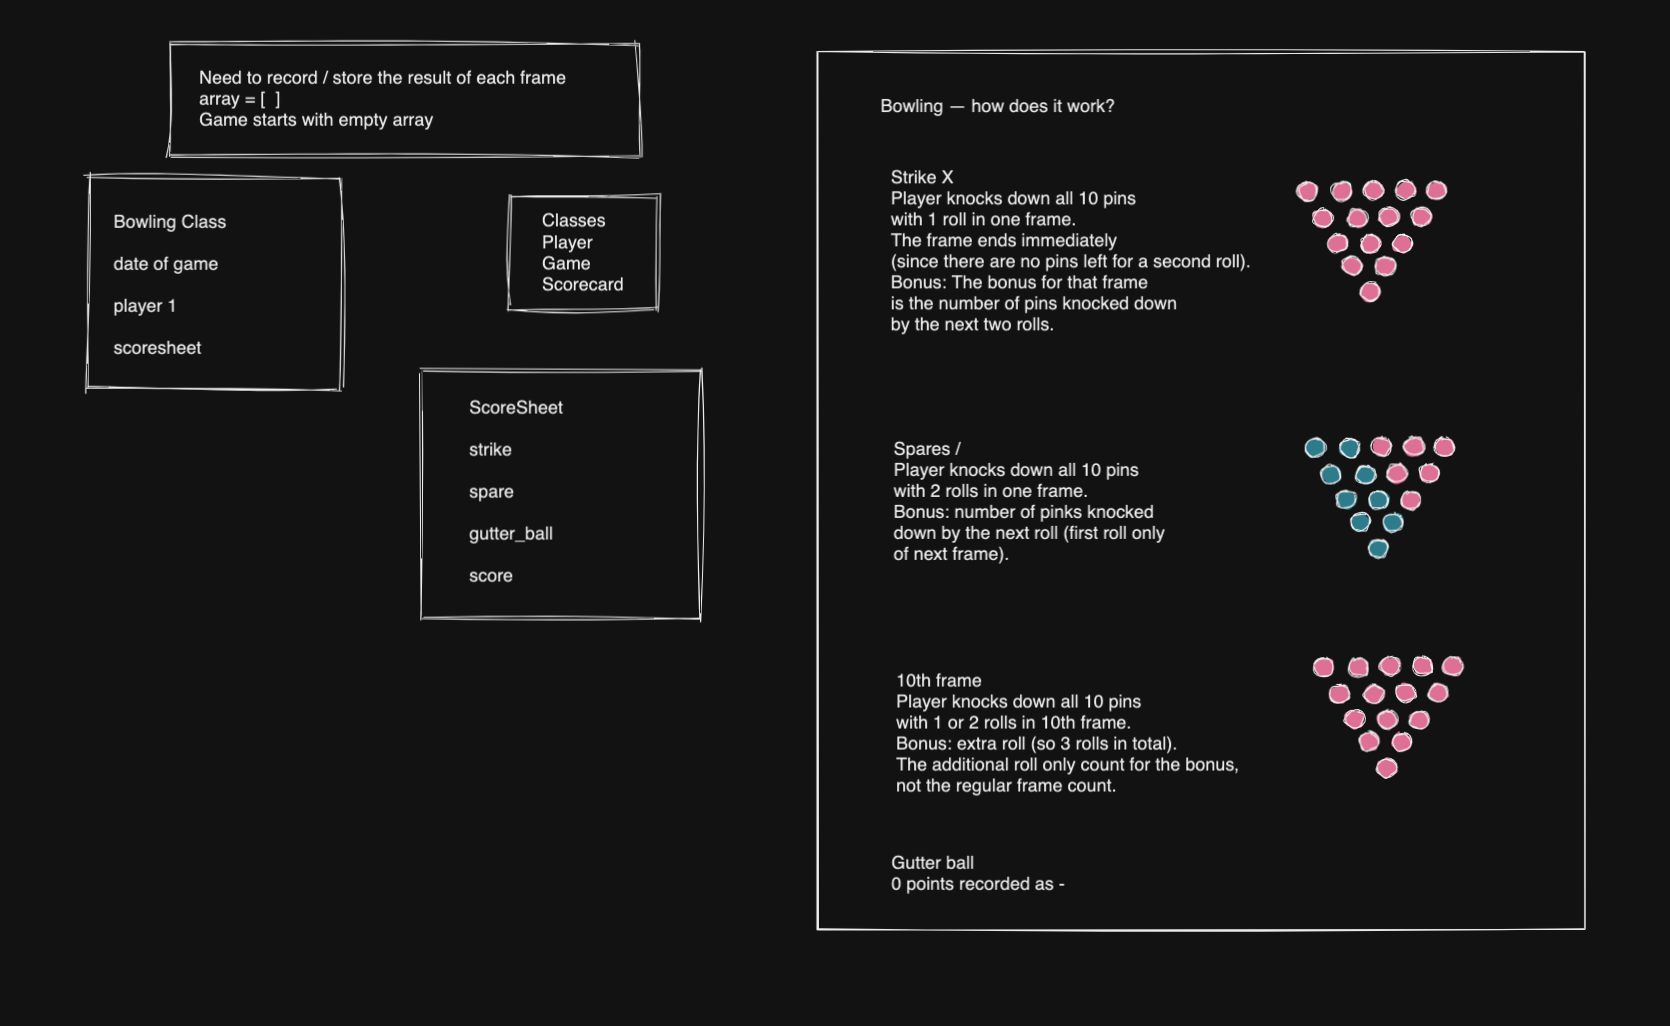 Need to record / store the result of each frame
array = [  ]
Game starts with empty array
Bowling Class
date of game
player 1
scoresheet
Classes
Player
Game
Scorecard
ScoreSheet
strike
spare
gutter_ball
score
Bowling — how does it work?
Strike X
Player knocks down all 10 pins
with 1 roll in one frame.
The frame ends immediately
(since there are no pins left for a second roll).
Bonus: The bonus for that frame
is the number of pins knocked down
by the next two rolls.
Spares /
Player knocks down all 10 pins
with 2 rolls in one frame.
Bonus: number of pinks knocked
down by the next roll (first roll only
of next frame).
10th frame
Player knocks down all 10 pins
with 1 or 2 rolls in 10th frame.
Bonus: extra roll (so 3 rolls in total).
The additional roll only count for the bonus,
not the regular frame count.
Gutter ball
0 points recorded as -